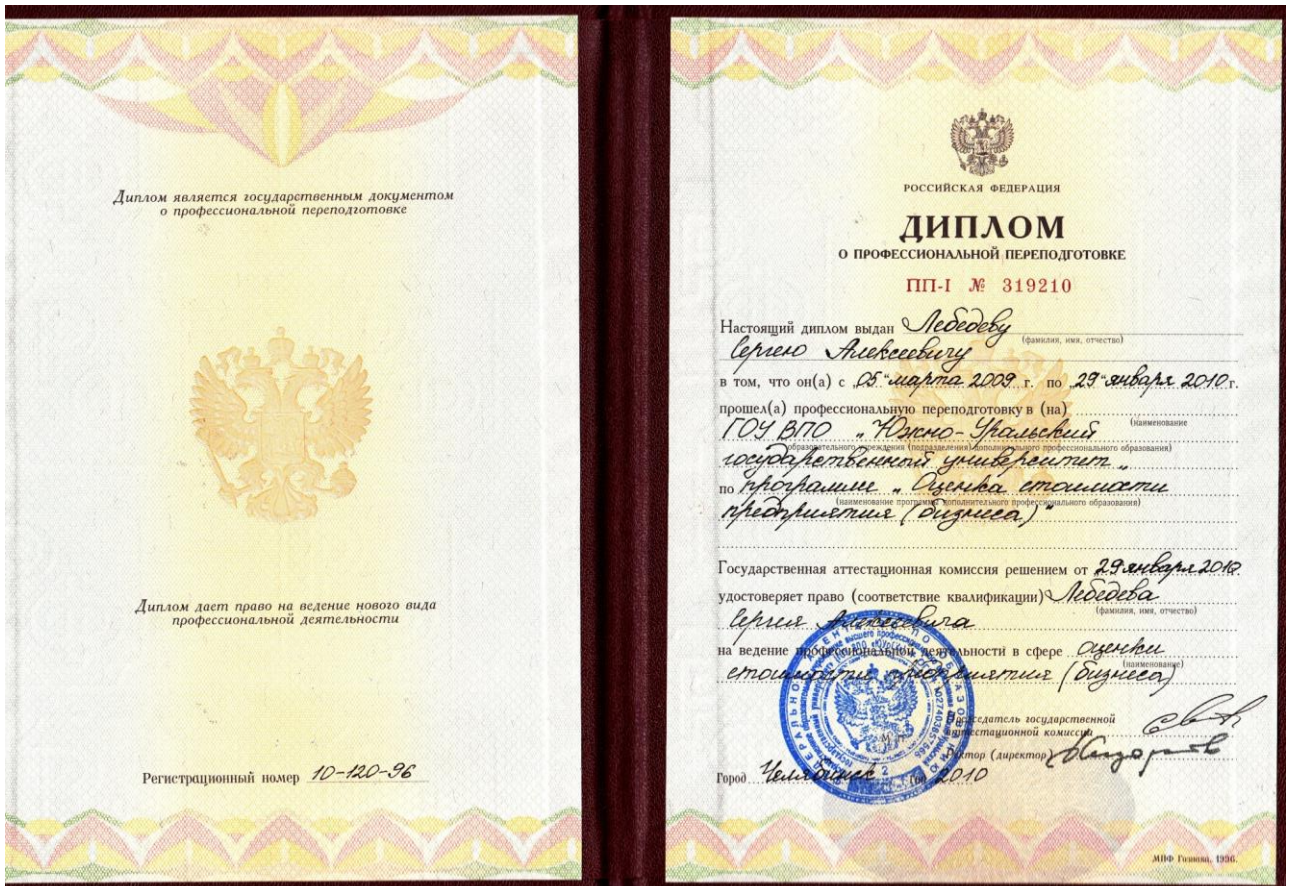 Диплом является государственным документом
о профессиональной переподготовке
Диплом дает право на ведение нового вида
профессиональной деятельности
Регистрационный номер 10-120-96
РОССИЙСКАЯ ФЕДЕРАЦИЯ
ДИПЛОМ
О ПРОФЕССИОНАЛЬНОЙ ПЕРЕПОДГОТОВКЕ
ПП-I № 319210
Настоящий диплом выдан Лебедеву
(фамилия, имя, отчество)
Сергею Алексеевичу
в том, что он(а) с „05“ марта 2009 г. по „29“ января 2010 г.
прошел(а) профессиональную переподготовку в (на)
(наименование
ГОУ ВПО „Южно-Уральский
образовательного учреждения (подразделения) дополнительного профессионального образования)
государственный университет„
по программе „Оценка стоимости
(наименование программы дополнительного профессионального образования)
предприятия (бизнеса)"
Государственная аттестационная комиссия решением от 29 января 2010
удостоверяет право (соответствие квалификации) Лебедева
(фамилия, имя, отчество)
Сергея Алексеевича
на ведение профессиональной деятельности в сфере оценки
(наименование)
стоимости предприятия (бизнеса)
Председатель государственной
аттестационной комиссии
Ректор (директор)
Город Челябинск год 2010
МПФ Гознака, 1996.